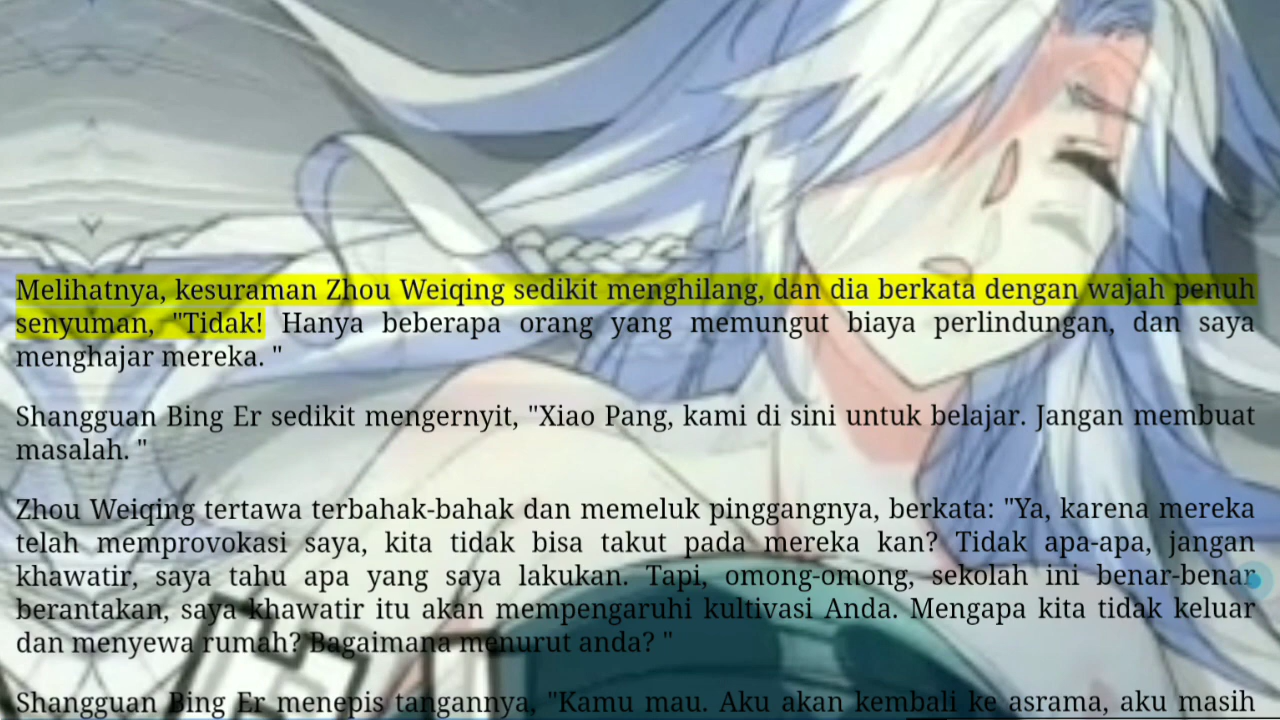 Melihatnya, kesuraman Zhou Weiqing sedikit menghilang, dan dia berkata dengan wajah penuh
senyuman, "Tidak! Hanya beberapa orang yang memungut biaya perlindungan, dan saya
menghajar mereka. "
Shangguan Bing Er sedikit mengernyit, "Xiao Pang, kami di sini untuk belajar. Jangan membuat
masalah. "
Zhou Weiqing tertawa terbahak-bahak dan memeluk pinggangnya, berkata: "Ya, karena mereka
telah memprovokasi saya, kita tidak bisa takut pada mereka kan? Tidak apa-apa, jangan
khawatir, saya tahu apa yang saya lakukan. Tapi, omong-omong, sekolah ini benar-benar
berantakan, saya khawatir itu akan mempengaruhi kultivasi Anda. Mengapa kita tidak keluar
dan menyewa rumah? Bagaimana menurut anda? "
Shangguan Bing Er menepis tangannya, "Kamu mau. Aku akan kembali ke asrama, aku masih